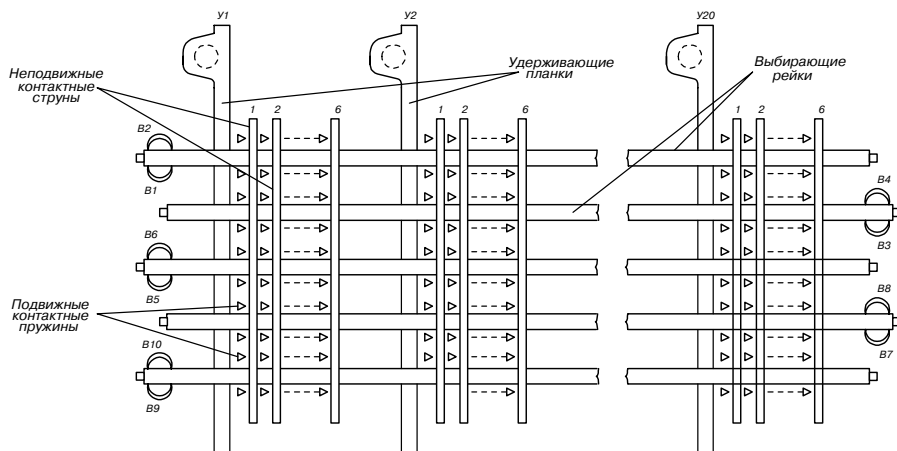 У1 У2 У20
Неподвижные
контактные
струны
Удерживающие
планки
Выбирающие
рейки
1 2 6 1 2 6 1 2 6
В2
В1
В4
В3
В6
В5
Подвижные
контактные
пружины
В8
В7
В10
В9